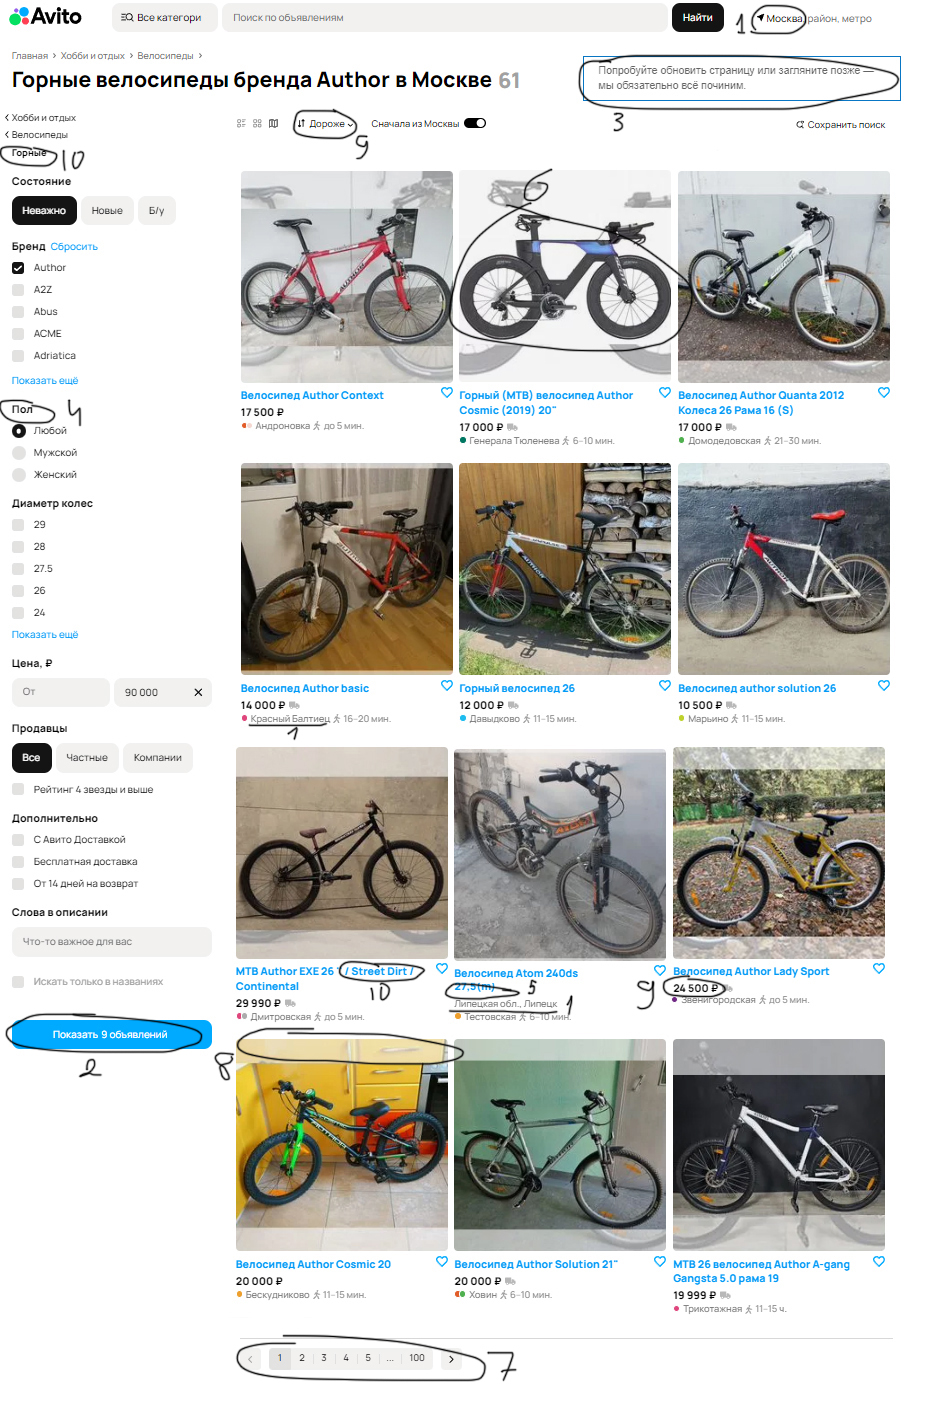 Avito
Все категори
Поиск по объявлениям
Найти
1
Москва, район, метро
Главная > Хобби и отдых > Велосипеды >
Горные велосипеды бренда Author в Москве 61
Попробуйте обновить страницу или загляните позже —
мы обязательно всё починим.
3
Хобби и отдых
Велосипеды
Горные
10
Дороже
9
Сначала из Москвы
Сохранить поиск
Состояние
Неважно
Новые
Б/у
Бренд Сбросить
Author
A2Z
Abus
ACME
Adriatica
Показать ещё
Пол
4
Любой
Мужской
Женский
Диаметр колес
29
28
27.5
26
24
Показать ещё
Цена, ₽
От
90 000
Продавцы
Все
Частные
Компании
Рейтинг 4 звезды и выше
Дополнительно
С Авито Доставкой
Бесплатная доставка
От 14 дней на возврат
Слова в описании
Что-то важное для вас
Искать только в названиях
Показать 9 объявлений
2
Велосипед Author Context
17 500 ₽
Андроновка до 5 мин.
6
Горный (MTB) велосипед Author
Cosmic (2019) 20"
17 000 ₽
Генерала Тюленева 6–10 мин.
Велосипед Author Quanta 2012
Колеса 26 Рама 16 (S)
17 000 ₽
Домодедовская 21–30 мин.
Велосипед Author basic
14 000 ₽
Красный Балтиец 16–20 мин.
1
Горный велосипед 26
12 000 ₽
Давыдково 11–15 мин.
Велосипед author solution 26
10 500 ₽
Марьино 11–15 мин.
MTB Author EXE 26 " / Street Dirt /
Continental
10
29 990 ₽
Дмитровская до 5 мин.
Велосипед Atom 240ds
27,5(m)
5
Липецкая обл., Липецк
1
Тестовская 6–10 мин.
Велосипед Author Lady Sport
9
24 500 ₽
Звенигородская до 5 мин.
8
Велосипед Author Cosmic 20
20 000 ₽
Бескудниково 11–15 мин.
Велосипед Author Solution 21"
20 000 ₽
Ховин 6–10 мин.
MTB 26 велосипед Author A-gang
Gangsta 5.0 рама 19
19 999 ₽
Трикотажная 11–15 ч.
1 2 3 4 5 ... 100
7